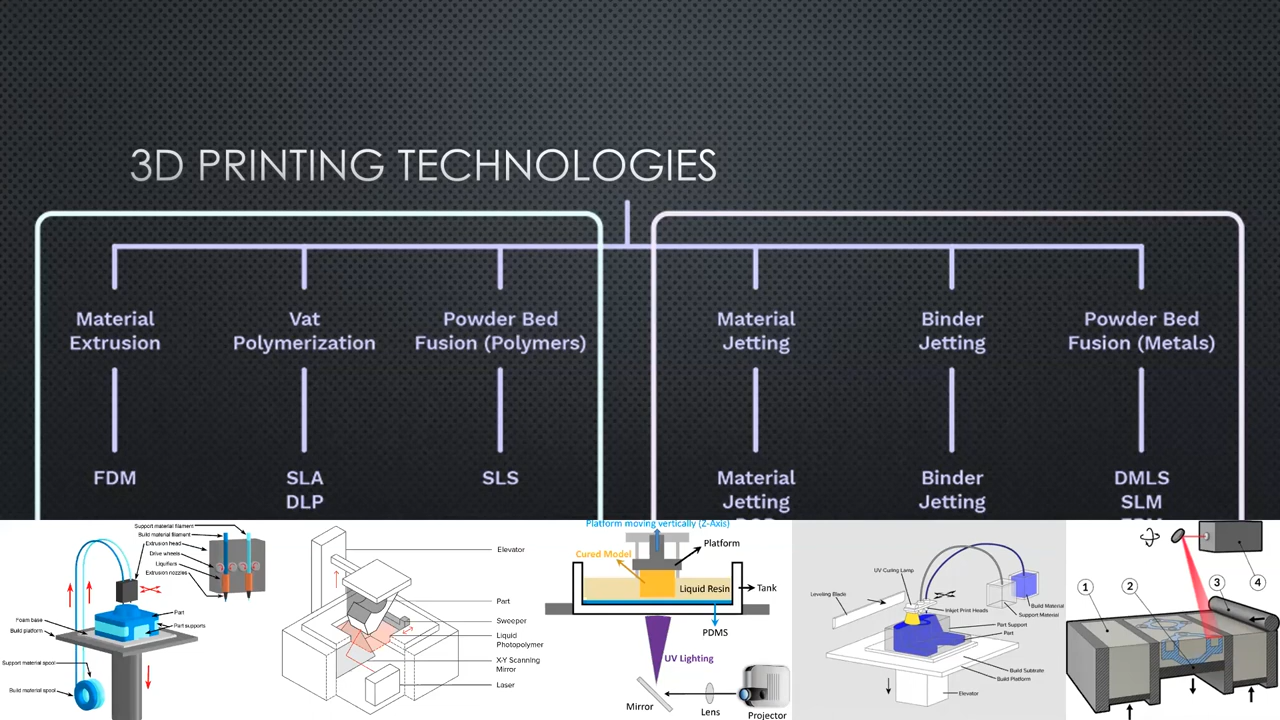 3D PRINTING TECHNOLOGIES
Material
Extrusion
Vat
Polymerization
Powder Bed
Fusion (Polymers)
Material
Jetting
Binder
Jetting
Powder Bed
Fusion (Metals)
FDM
SLA
DLP
SLS
Material
Jetting
Binder
Jetting
DMLS
SLM
Support material filament
Build material filament
Extrusion head
Drive wheels
Liquifiers
Extrusion nozzles
Part
Foam base
Part supports
Build platform
Support material spool
Build material spool
Elevator
Part
Sweeper
Liquid
Photopolymer
X-Y Scanning
Mirror
Laser
Platform moving vertically (Z-Axis)
Platform
Cured Model
Liquid Resin
Tank
PDMS
UV Lighting
Mirror
Lens
Projector
UV Curing Lamp
Leveling Blade
Inkjet Print Heads
Build Material
Support Material
Part Support
Part
Build Substrate
Build Platform
Elevator
1
2
3
4